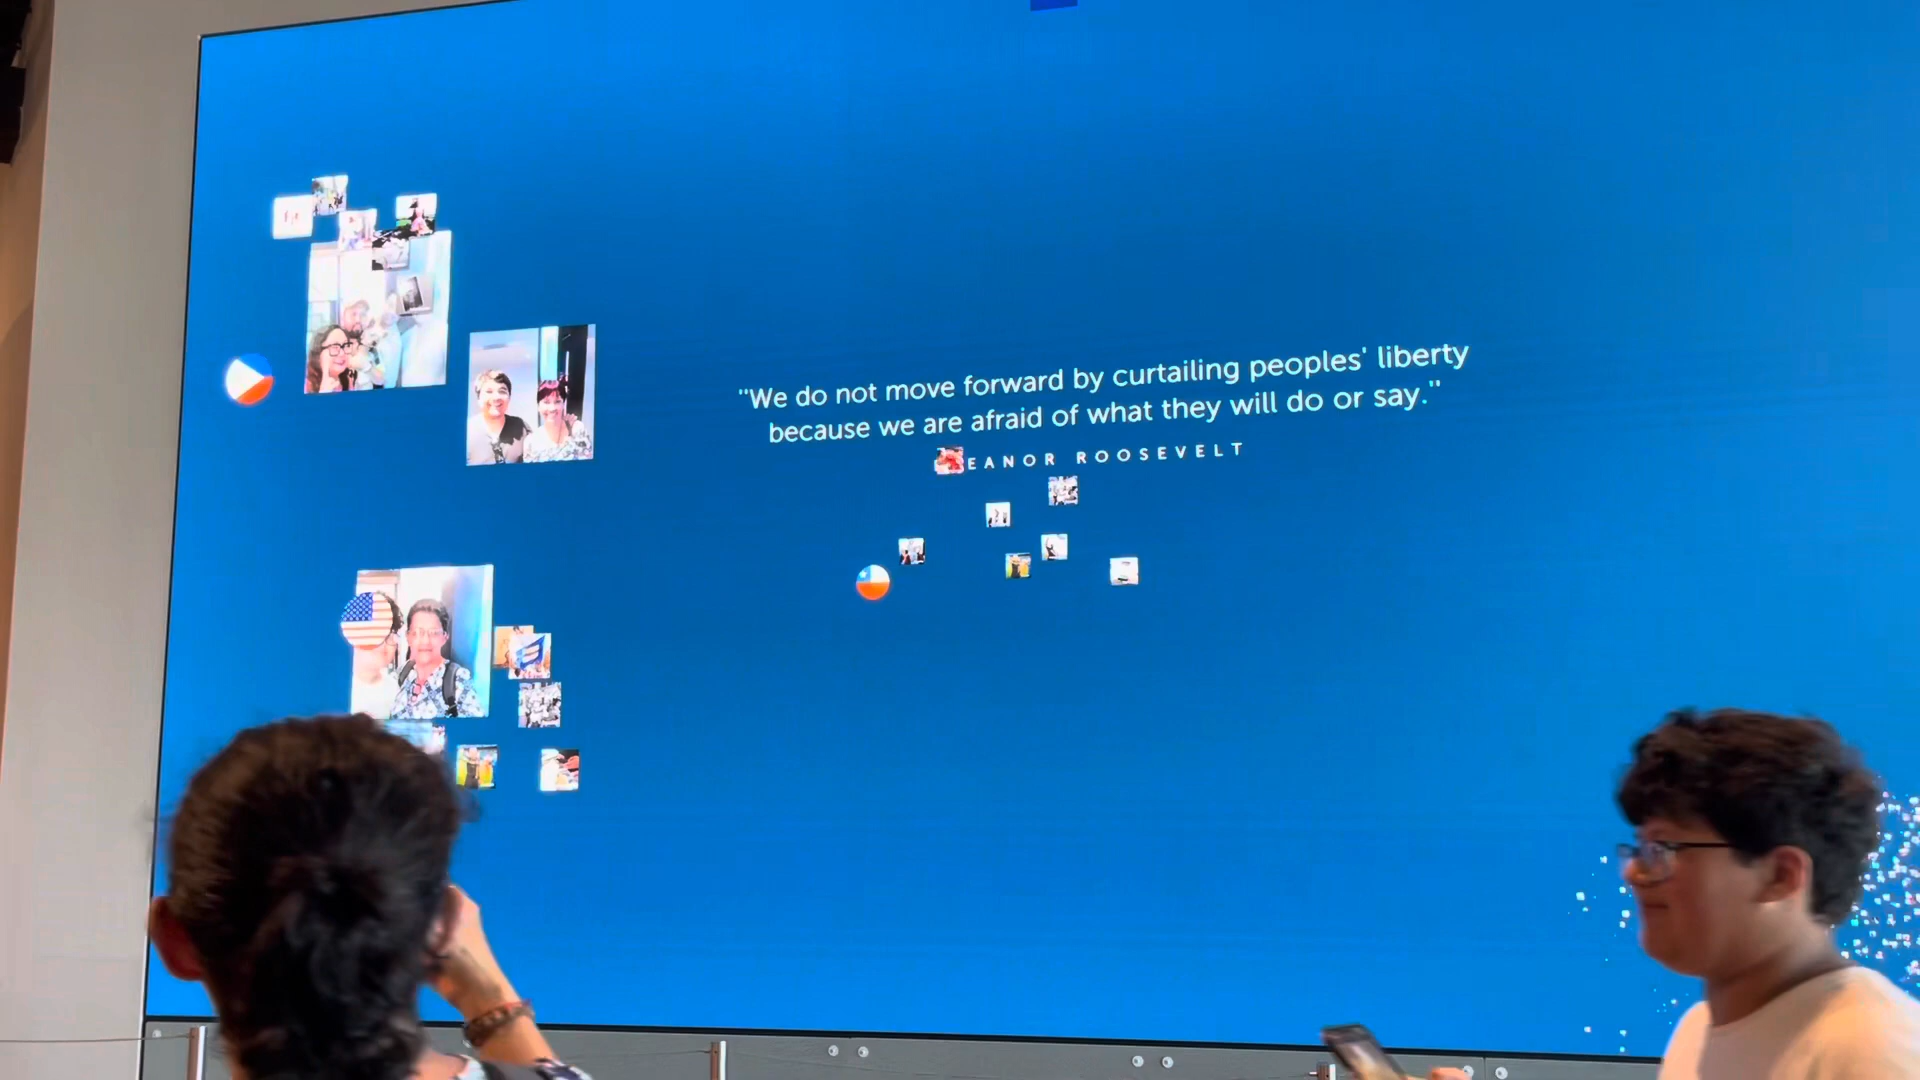 "We do not move forward by curtailing peoples' liberty
because we are afraid of what they will do or say."
EANOR ROOSEVELT